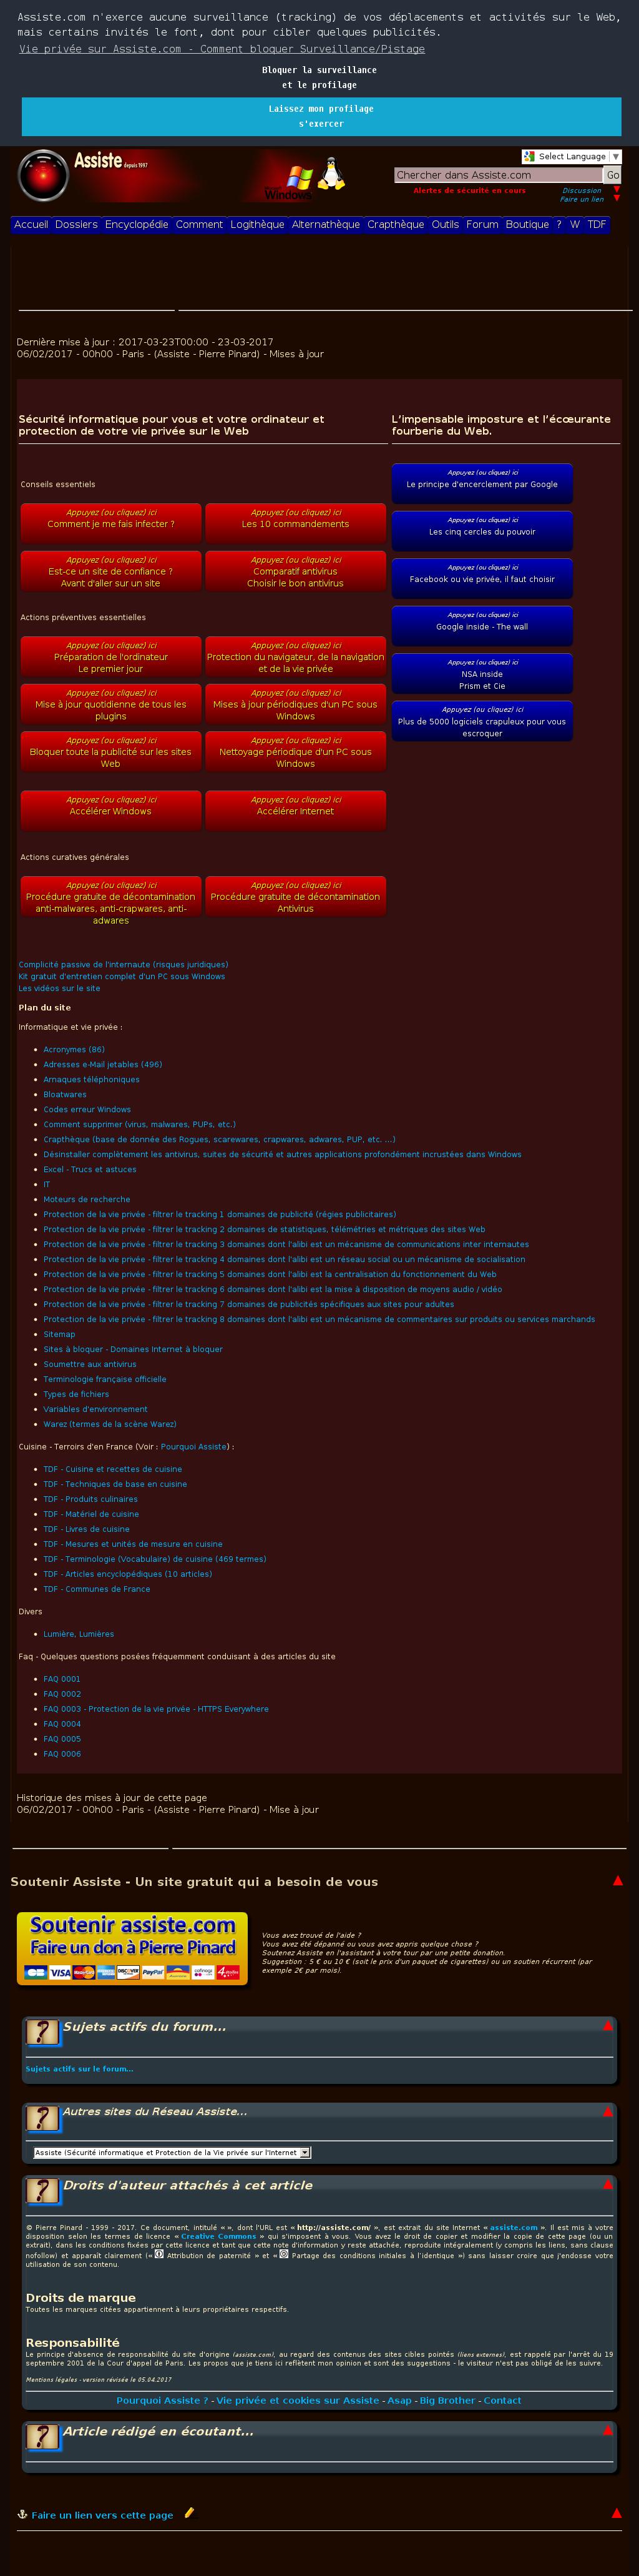 Assiste.com n'exerce aucune surveillance (tracking) de vos déplacements et activités sur le Web,
mais certains invités le font, dont pour cibler quelques publicités.
Vie privée sur Assiste.com - Comment bloquer Surveillance/Pistage
Bloquer la surveillance
et le profilage
Laissez mon profilage
s'exercer
Assiste depuis 1997
Windows
Select Language ▼
Chercher dans Assiste.com Go
Alertes de sécurité en cours Discussion
Faire un lien
Accueil Dossiers Encyclopédie Comment Logithèque Alternathèque Crapthèque Outils Forum Boutique ? W TDF
Dernière mise à jour : 2017-03-23T00:00 - 23-03-2017
06/02/2017 - 00h00 - Paris - (Assiste - Pierre Pinard) - Mises à jour
Sécurité informatique pour vous et votre ordinateur et
protection de votre vie privée sur le Web
Conseils essentiels
Appuyez (ou cliquez) ici
Comment je me fais infecter ?
Appuyez (ou cliquez) ici
Les 10 commandements
Appuyez (ou cliquez) ici
Est-ce un site de confiance ?
Avant d'aller sur un site
Appuyez (ou cliquez) ici
Comparatif antivirus
Choisir le bon antivirus
Actions préventives essentielles
Appuyez (ou cliquez) ici
Préparation de l'ordinateur
Le premier jour
Appuyez (ou cliquez) ici
Protection du navigateur, de la navigation
et de la vie privée
Appuyez (ou cliquez) ici
Mise à jour quotidienne de tous les
plugins
Appuyez (ou cliquez) ici
Mises à jour périodiques d'un PC sous
Windows
Appuyez (ou cliquez) ici
Bloquer toute la publicité sur les sites
Web
Appuyez (ou cliquez) ici
Nettoyage périodique d'un PC sous
Windows
Appuyez (ou cliquez) ici
Accélérer Windows
Appuyez (ou cliquez) ici
Accélérer Internet
Actions curatives générales
Appuyez (ou cliquez) ici
Procédure gratuite de décontamination
anti-malwares, anti-crapwares, anti-
adwares
Appuyez (ou cliquez) ici
Procédure gratuite de décontamination
Antivirus
L'impensable imposture et l'écœurante
fourberie du Web.
Appuyez (ou cliquez) ici
Le principe d'encerclement par Google
Appuyez (ou cliquez) ici
Les cinq cercles du pouvoir
Appuyez (ou cliquez) ici
Facebook ou vie privée, il faut choisir
Appuyez (ou cliquez) ici
Google inside - The wall
Appuyez (ou cliquez) ici
NSA inside
Prism et Cie
Appuyez (ou cliquez) ici
Plus de 5000 logiciels crapuleux pour vous
escroquer
Complicité passive de l'internaute (risques juridiques)
Kit gratuit d'entretien complet d'un PC sous Windows
Les vidéos sur le site
Plan du site
Informatique et vie privée :
Acronymes (86)
Adresses e-Mail jetables (496)
Arnaques téléphoniques
Bloatwares
Codes erreur Windows
Comment supprimer (virus, malwares, PUPs, etc.)
Crapthèque (base de donnée des Rogues, scarewares, crapwares, adwares, PUP, etc. ...)
Désinstaller complètement les antivirus, suites de sécurité et autres applications profondément incrustées dans Windows
Excel - Trucs et astuces
IT
Moteurs de recherche
Protection de la vie privée - filtrer le tracking 1 domaines de publicité (régies publicitaires)
Protection de la vie privée - filtrer le tracking 2 domaines de statistiques, télémétries et métriques des sites Web
Protection de la vie privée - filtrer le tracking 3 domaines dont l'alibi est un mécanisme de communications inter internautes
Protection de la vie privée - filtrer le tracking 4 domaines dont l'alibi est un réseau social ou un mécanisme de socialisation
Protection de la vie privée - filtrer le tracking 5 domaines dont l'alibi est la centralisation du fonctionnement du Web
Protection de la vie privée - filtrer le tracking 6 domaines dont l'alibi est la mise à disposition de moyens audio / vidéo
Protection de la vie privée - filtrer le tracking 7 domaines de publicités spécifiques aux sites pour adultes
Protection de la vie privée - filtrer le tracking 8 domaines dont l'alibi est un mécanisme de commentaires sur produits ou services marchands
Sitemap
Sites à bloquer - Domaines Internet à bloquer
Soumettre aux antivirus
Terminologie française officielle
Types de fichiers
Variables d'environnement
Warez (termes de la scène Warez)
Cuisine - Terroirs d'en France (Voir : Pourquoi Assiste) :
TDF - Cuisine et recettes de cuisine
TDF - Techniques de base en cuisine
TDF - Produits culinaires
TDF - Matériel de cuisine
TDF - Livres de cuisine
TDF - Mesures et unités de mesure en cuisine
TDF - Terminologie (Vocabulaire) de cuisine (469 termes)
TDF - Articles encyclopédiques (10 articles)
TDF - Communes de France
Divers
Lumière, Lumières
Faq - Quelques questions posées fréquemment conduisant à des articles du site
FAQ 0001
FAQ 0002
FAQ 0003 - Protection de la vie privée - HTTPS Everywhere
FAQ 0004
FAQ 0005
FAQ 0006
Historique des mises à jour de cette page
06/02/2017 - 00h00 - Paris - (Assiste - Pierre Pinard) - Mise à jour
Soutenir Assiste - Un site gratuit qui a besoin de vous
Soutenir assiste.com
Faire un don à Pierre Pinard
VISA DISCOVER PayPal
Vous avez trouvé de l'aide ?
Vous avez été dépanné ou vous avez appris quelque chose ?
Soutenez Assiste en l'assistant à votre tour par une petite donation.
Suggestion : 5 € ou 10 € (soit le prix d'un paquet de cigarettes) ou un soutien récurrent (par
exemple 2€ par mois).
Sujets actifs du forum...
Sujets actifs sur le forum...
Autres sites du Réseau Assiste...
Assiste (Sécurité informatique et Protection de la Vie privée sur l'Internet
Droits d'auteur attachés à cet article
© Pierre Pinard - 1999 - 2017. Ce document, intitulé « », dont l'URL est « http://assiste.com/ », est extrait du site Internet « assiste.com ». Il est mis à votre
disposition selon les termes de licence « Creative Commons » qui s'imposent à vous. Vous avez le droit de copier et modifier la copie de cette page (ou un
extrait), dans les conditions fixées par cette licence et tant que cette note d'information y reste attachée, reproduite intégralement (y compris les liens, sans clause
nofollow) et apparaît clairement (« Attribution de paternité » et « Partage des conditions initiales à l'identique ») sans laisser croire que j'endosse votre
utilisation de son contenu.
Droits de marque
Toutes les marques citées appartiennent à leurs propriétaires respectifs.
Responsabilité
Le principe d'absence de responsabilité du site d'origine (assiste.com), au regard des contenus des sites cibles pointés (liens externes), est rappelé par l'arrêt du 19
septembre 2001 de la Cour d'appel de Paris. Les propos que je tiens ici reflètent mon opinion et sont des suggestions - le visiteur n'est pas obligé de les suivre.
Mentions légales - version révisée le 05.04.2017
Pourquoi Assiste ? - Vie privée et cookies sur Assiste - Asap - Big Brother - Contact
Article rédigé en écoutant...
Faire un lien vers cette page